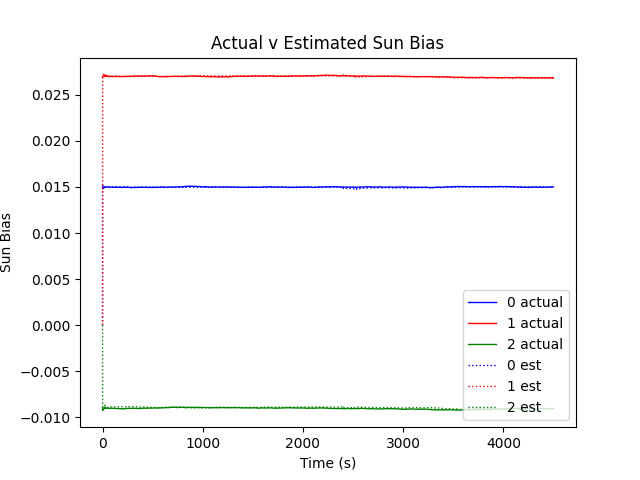 Actual v Estimated Sun Bias
Sun Bias
0.025
0.020
0.015
0.010
0.005
0.000
−0.005
−0.010
0 actual
1 actual
2 actual
0 est
1 est
2 est
0
1000
2000
3000
4000
Time (s)